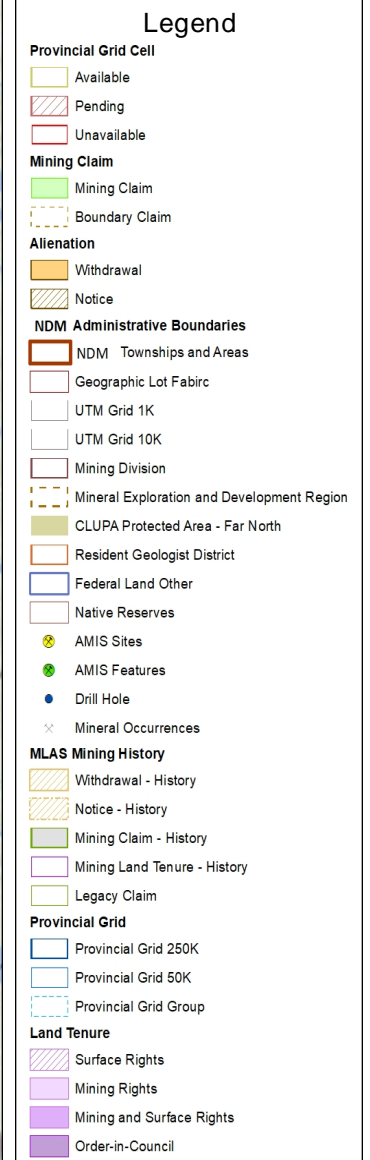 Legend
Provincial Grid Cell
Available
Pending
Unavailable
Mining Claim
Mining Claim
Boundary Claim
Alienation
Withdrawal
Notice
NDM Administrative Boundaries
NDM Townships and Areas
Geographic Lot Fabirc
UTM Grid 1K
UTM Grid 10K
Mining Division
Mineral Exploration and Development Region
CLUPA Protected Area - Far North
Resident Geologist District
Federal Land Other
Native Reserves
AMIS Sites
AMIS Features
Drill Hole
Mineral Occurrences
MLAS Mining History
Withdrawal - History
Notice - History
Mining Claim - History
Mining Land Tenure - History
Legacy Claim
Provincial Grid
Provincial Grid 250K
Provincial Grid 50K
Provincial Grid Group
Land Tenure
Surface Rights
Mining Rights
Mining and Surface Rights
Order-in-Council